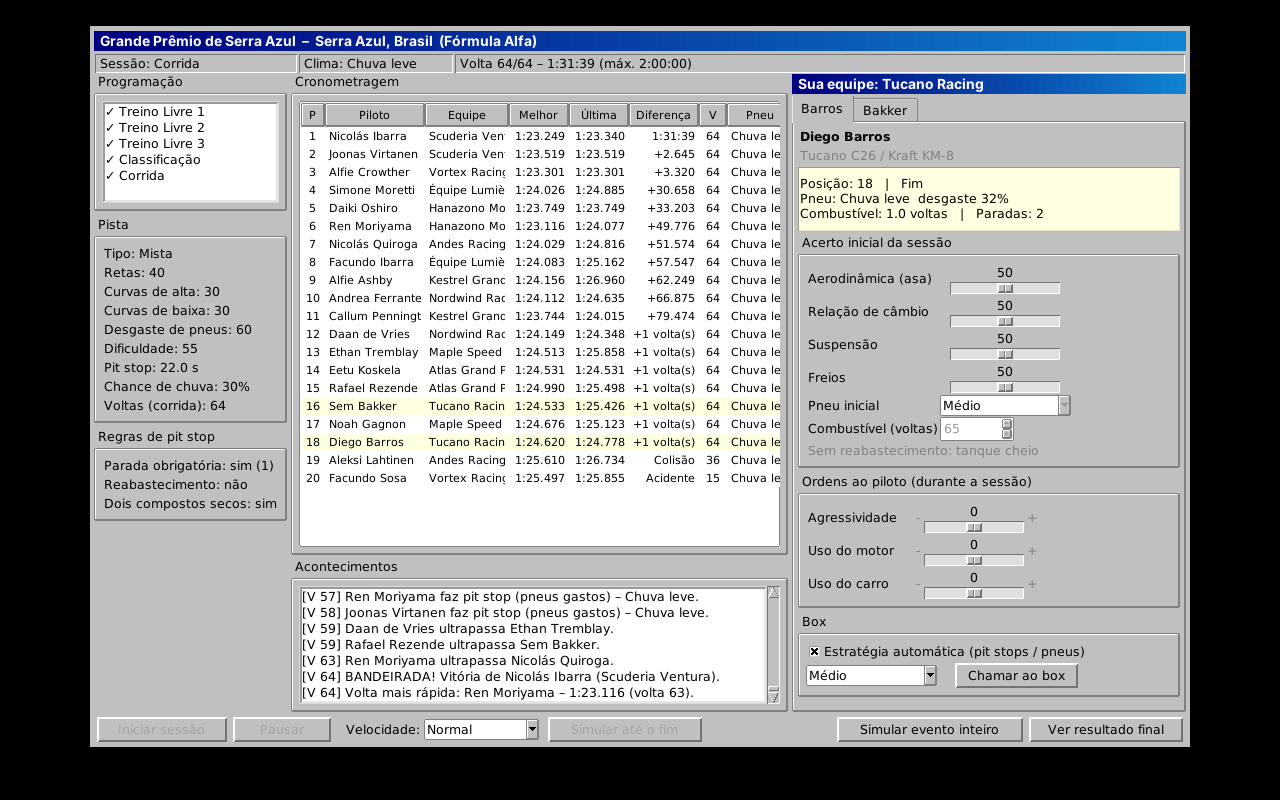 Grande Prêmio de Serra Azul – Serra Azul, Brasil (Fórmula Alfa)
Sessão: Corrida
Clima: Chuva leve
Volta 64/64 – 1:31:39 (máx. 2:00:00)
Programação
✓ Treino Livre 1
✓ Treino Livre 2
✓ Treino Livre 3
✓ Classificação
✓ Corrida
Pista
Tipo: Mista
Retas: 40
Curvas de alta: 30
Curvas de baixa: 30
Desgaste de pneus: 60
Dificuldade: 55
Pit stop: 22.0 s
Chance de chuva: 30%
Voltas (corrida): 64
Regras de pit stop
Parada obrigatória: sim (1)
Reabastecimento: não
Dois compostos secos: sim
Cronometragem
P Piloto Equipe Melhor Última Diferença V Pneu
1 Nicolás Ibarra Scuderia Ven 1:23.249 1:23.340 1:31:39 64 Chuva le
2 Joonas Virtanen Scuderia Ven 1:23.519 1:23.519 +2.645 64 Chuva le
3 Alfie Crowther Vortex Racing 1:23.301 1:23.301 +3.320 64 Chuva le
4 Simone Moretti Équipe Lumiè 1:24.026 1:24.885 +30.658 64 Chuva le
5 Daiki Oshiro Hanazono Mo 1:23.749 1:23.749 +33.203 64 Chuva le
6 Ren Moriyama Hanazono Mo 1:23.116 1:24.077 +49.776 64 Chuva le
7 Nicolás Quiroga Andes Racing 1:24.029 1:24.816 +51.574 64 Chuva le
8 Facundo Ibarra Équipe Lumiè 1:24.083 1:25.162 +57.547 64 Chuva le
9 Alfie Ashby Kestrel Grand 1:24.156 1:26.960 +62.249 64 Chuva le
10 Andrea Ferrante Nordwind Rac 1:24.112 1:24.635 +66.875 64 Chuva le
11 Callum Penningt Kestrel Grand 1:23.744 1:24.015 +79.474 64 Chuva le
12 Daan de Vries Nordwind Rac 1:24.149 1:24.348 +1 volta(s) 64 Chuva le
13 Ethan Tremblay Maple Speed 1:24.513 1:25.858 +1 volta(s) 64 Chuva le
14 Eetu Koskela Atlas Grand P 1:24.531 1:24.531 +1 volta(s) 64 Chuva le
15 Rafael Rezende Atlas Grand P 1:24.990 1:25.498 +1 volta(s) 64 Chuva le
16 Sem Bakker Tucano Racin 1:24.533 1:25.426 +1 volta(s) 64 Chuva le
17 Noah Gagnon Maple Speed 1:24.676 1:25.123 +1 volta(s) 64 Chuva le
18 Diego Barros Tucano Racin 1:24.620 1:24.778 +1 volta(s) 64 Chuva le
19 Aleksi Lahtinen Andes Racing 1:25.610 1:26.734 Colisão 36 Chuva le
20 Facundo Sosa Vortex Racing 1:25.497 1:25.855 Acidente 15 Chuva le
Acontecimentos
[V 57] Ren Moriyama faz pit stop (pneus gastos) – Chuva leve.
[V 58] Joonas Virtanen faz pit stop (pneus gastos) – Chuva leve.
[V 59] Daan de Vries ultrapassa Ethan Tremblay.
[V 59] Rafael Rezende ultrapassa Sem Bakker.
[V 63] Ren Moriyama ultrapassa Nicolás Quiroga.
[V 64] BANDEIRADA! Vitória de Nicolás Ibarra (Scuderia Ventura).
[V 64] Volta mais rápida: Ren Moriyama – 1:23.116 (volta 63).
Sua equipe: Tucano Racing
Barros Bakker
Diego Barros
Tucano C26 / Kraft KM-8
Posição: 18 | Fim
Pneu: Chuva leve desgaste 32%
Combustível: 1.0 voltas | Paradas: 2
Acerto inicial da sessão
Aerodinâmica (asa) 50
Relação de câmbio 50
Suspensão 50
Freios 50
Pneu inicial Médio
Combustível (voltas) 65
Sem reabastecimento: tanque cheio
Ordens ao piloto (durante a sessão)
Agressividade - 0 +
Uso do motor - 0 +
Uso do carro - 0 +
Box
Estratégia automática (pit stops / pneus)
Médio Chamar ao box
Iniciar sessão Pausar Velocidade: Normal Simular até o fim Simular evento inteiro Ver resultado final